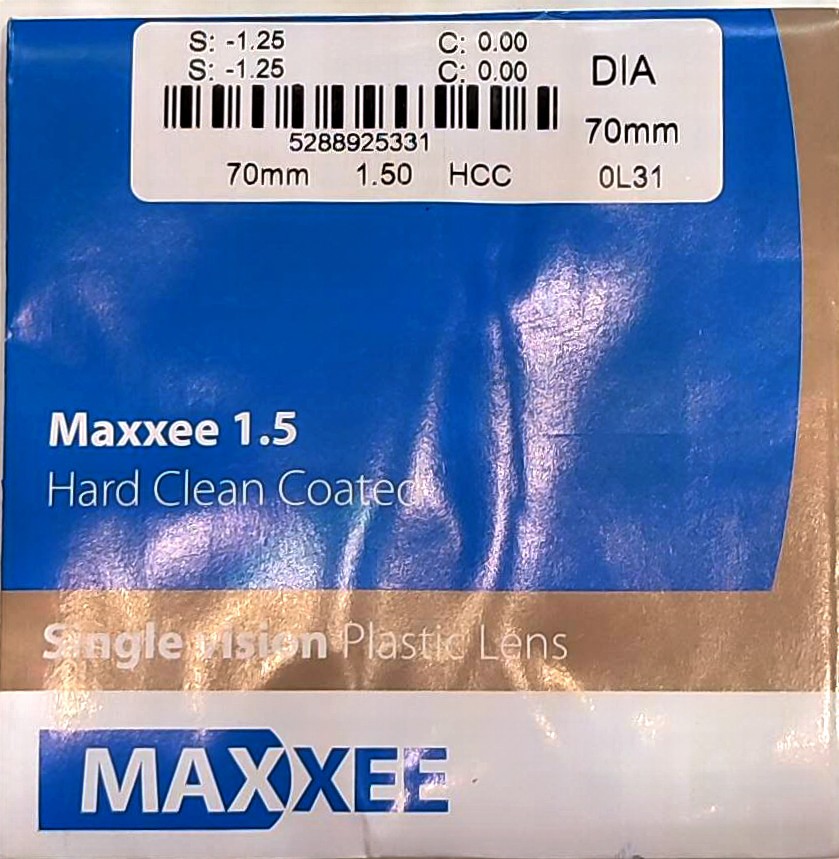 S: -1.25 C: 0.00
S: -1.25 C: 0.00
DIA
5288925331
70mm
70mm 1.50 HCC 0L31
Maxxee 1.5
Hard Clean Coated
Single vision Plastic Lens
MAXXEE